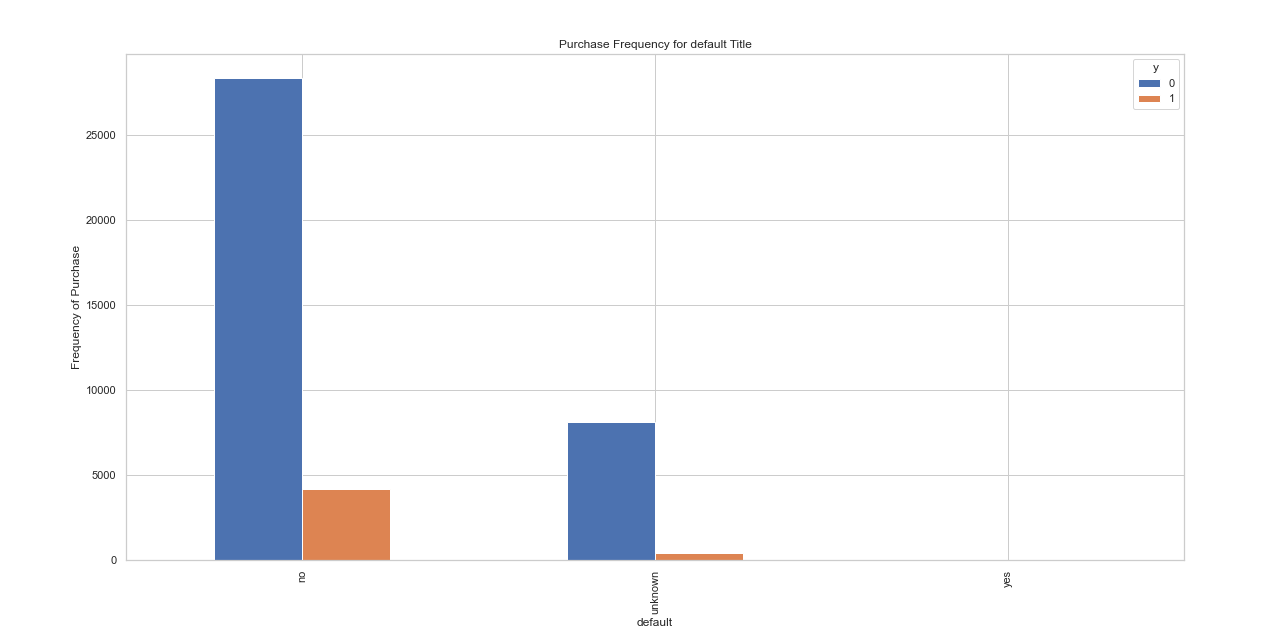 Purchase Frequency for default Title
y
0
1
Frequency of Purchase
25000
20000
15000
10000
5000
0
no
unknown
yes
default